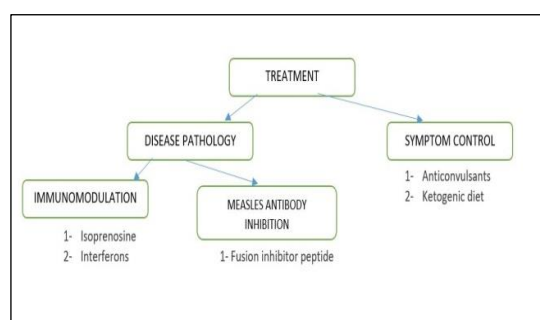 TREATMENT
DISEASE PATHOLOGY
SYMPTOM CONTROL
1- Anticonvulsants
2- Ketogenic diet
IMMUNOMODULATION
1- Isoprenosine
2- Interferons
MEASLES ANTIBODY
INHIBITION
1- Fusion inhibitor peptide